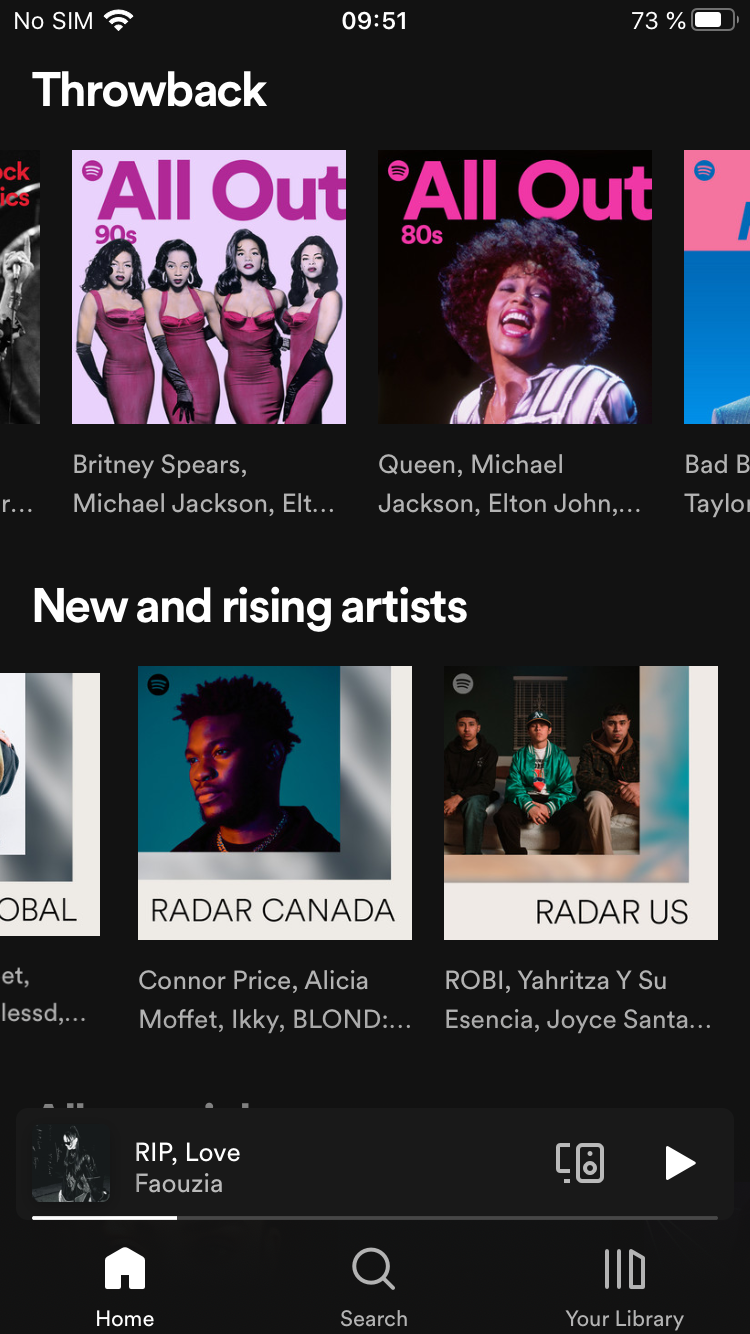 No SIM 09:51 73 %
Throwback
All Out
90s
All Out
80s
Britney Spears,
Michael Jackson, Elt...
Queen, Michael
Jackson, Elton John,...
Bad B
Taylor
New and rising artists
OBAL
RADAR CANADA
RADAR US
et,
lessd,...
Connor Price, Alicia
Moffet, Ikky, BLOND:...
ROBI, Yahritza Y Su
Esencia, Joyce Santa...
RIP, Love
Faouzia
Home
Search
Your Library